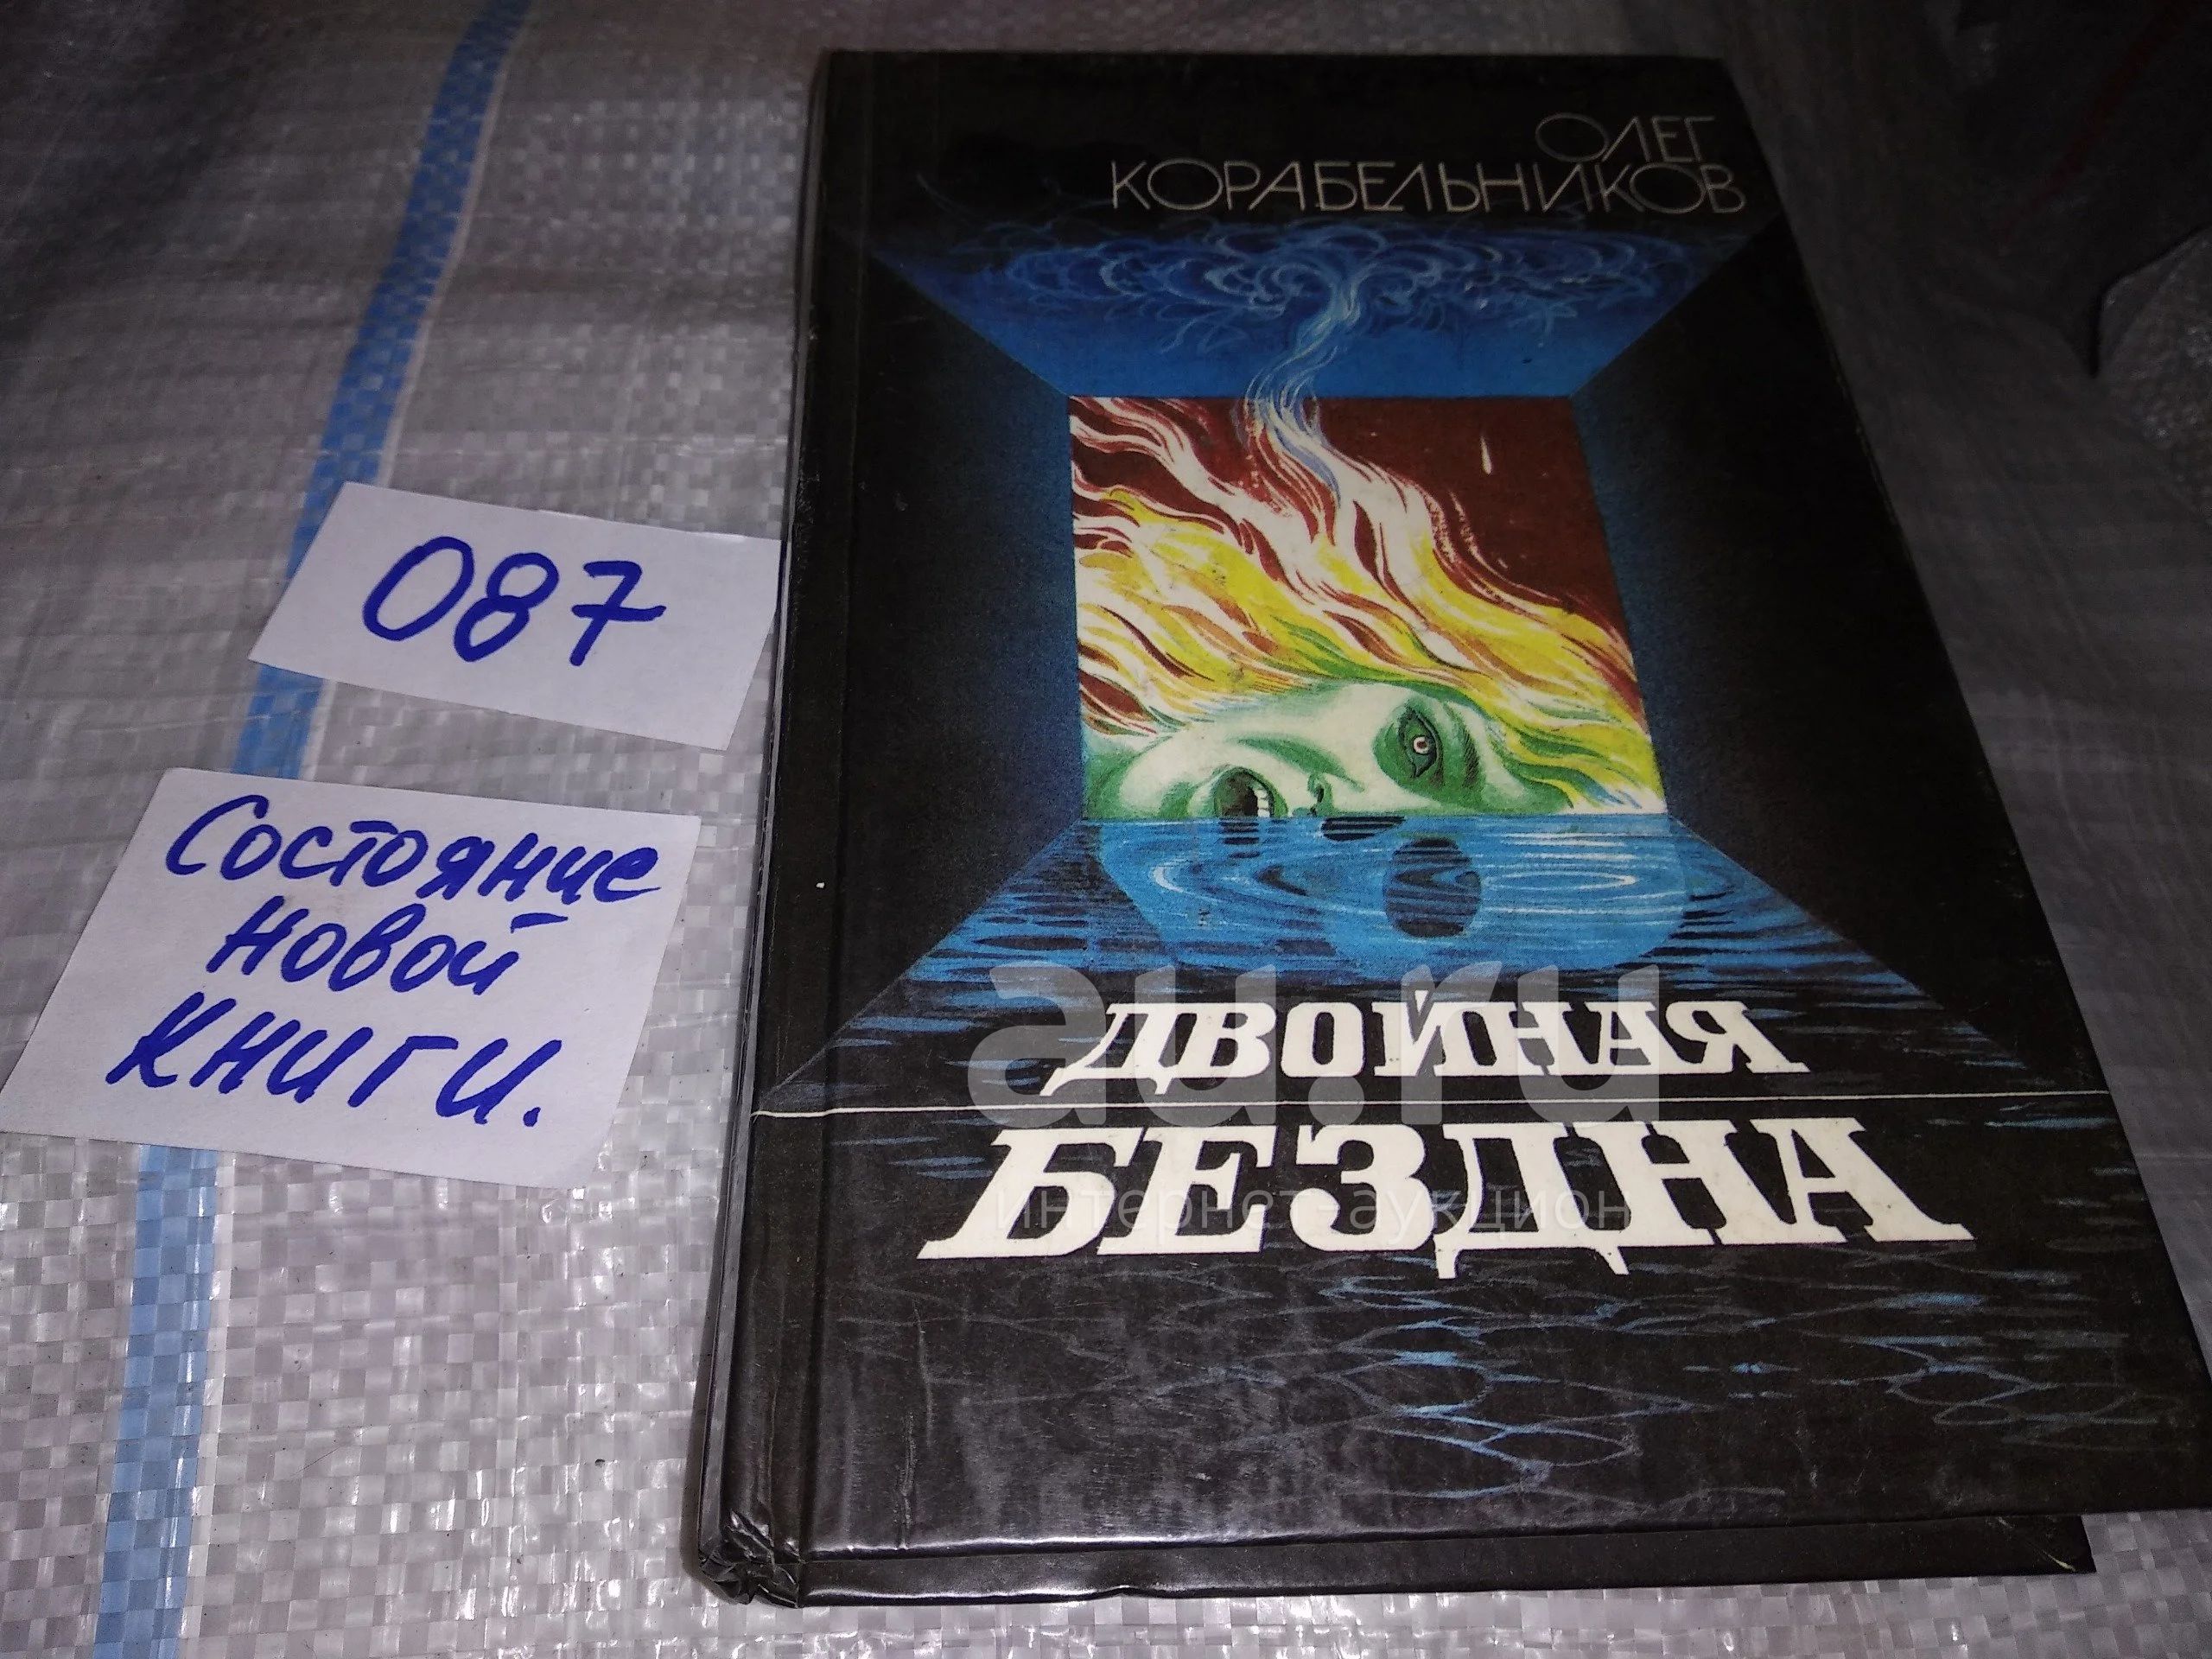 ОЛЕГ
КОРАБЕЛЬНИКОВ
087
Состояние
новой
книги.
ДВОЙНАЯ
БЕЗДНА
au.ru
интернет-аукцион